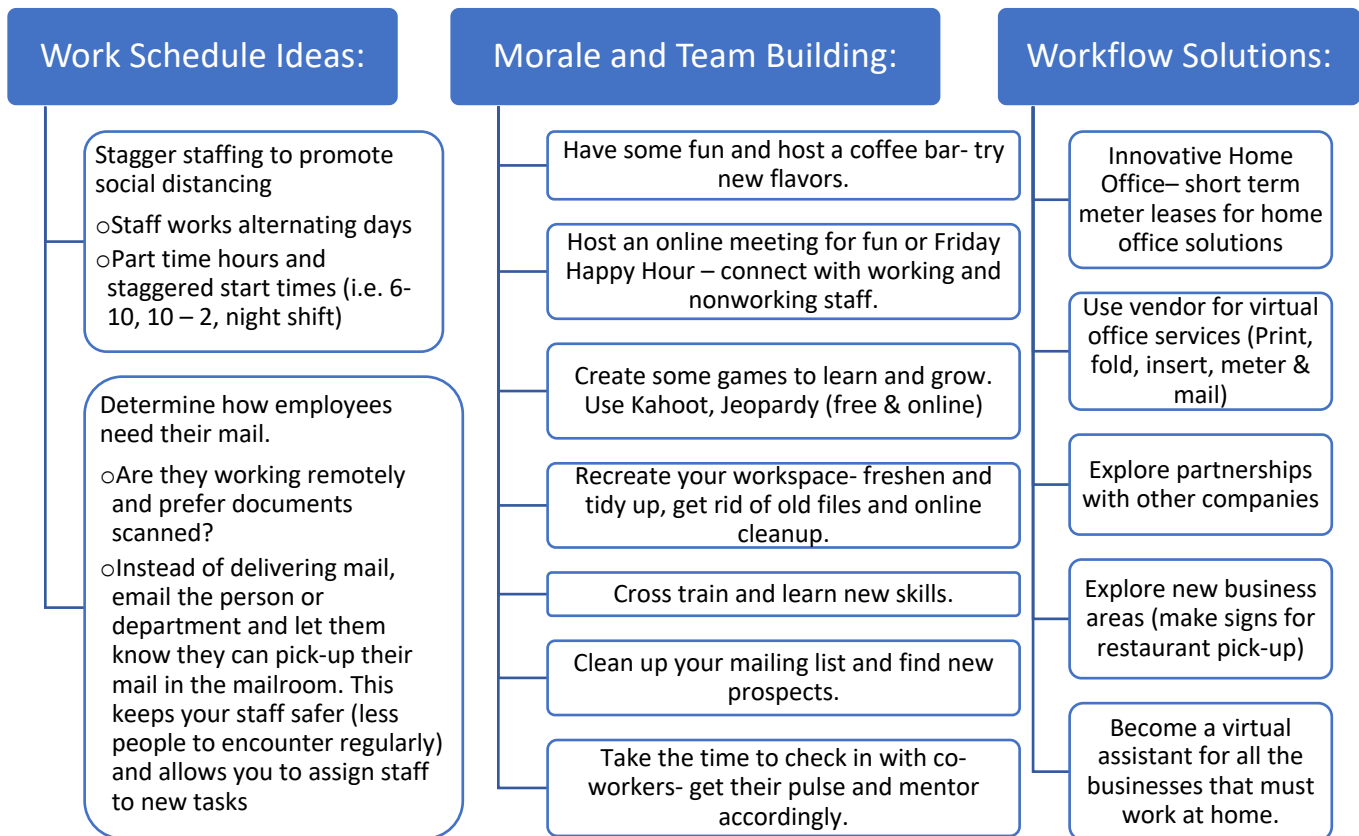 Work Schedule Ideas:
Stagger staffing to promote
social distancing
oStaff works alternating days
oPart time hours and
staggered start times (i.e. 6-
10, 10 – 2, night shift)
Determine how employees
need their mail.
oAre they working remotely
and prefer documents
scanned?
oInstead of delivering mail,
email the person or
department and let them
know they can pick-up their
mail in the mailroom. This
keeps your staff safer (less
people to encounter regularly)
and allows you to assign staff
to new tasks
Morale and Team Building:
Have some fun and host a coffee bar- try
new flavors.
Host an online meeting for fun or Friday
Happy Hour – connect with working and
nonworking staff.
Create some games to learn and grow.
Use Kahoot, Jeopardy (free & online)
Recreate your workspace- freshen and
tidy up, get rid of old files and online
cleanup.
Cross train and learn new skills.
Clean up your mailing list and find new
prospects.
Take the time to check in with co-
workers- get their pulse and mentor
accordingly.
Workflow Solutions:
Innovative Home
Office– short term
meter leases for home
office solutions
Use vendor for virtual
office services (Print,
fold, insert, meter &
mail)
Explore partnerships
with other companies
Explore new business
areas (make signs for
restaurant pick-up)
Become a virtual
assistant for all the
businesses that must
work at home.